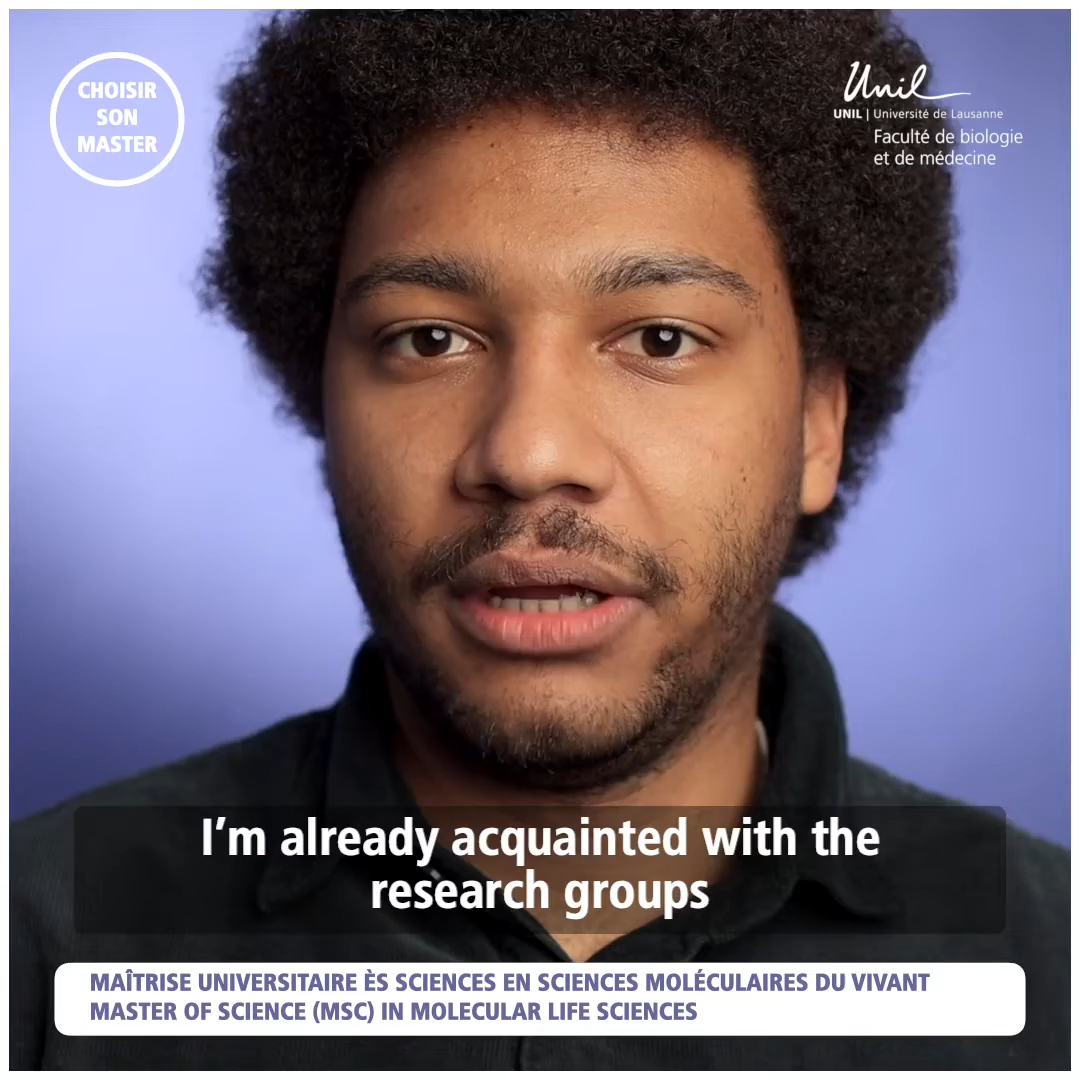 CHOISIR
SON
MASTER
Unil
UNIL | Université de Lausanne
Faculté de biologie
et de médecine
I'm already acquainted with the
research groups
MAÎTRISE UNIVERSITAIRE ÈS SCIENCES EN SCIENCES MOLÉCULAIRES DU VIVANT
MASTER OF SCIENCE (MSC) IN MOLECULAR LIFE SCIENCES